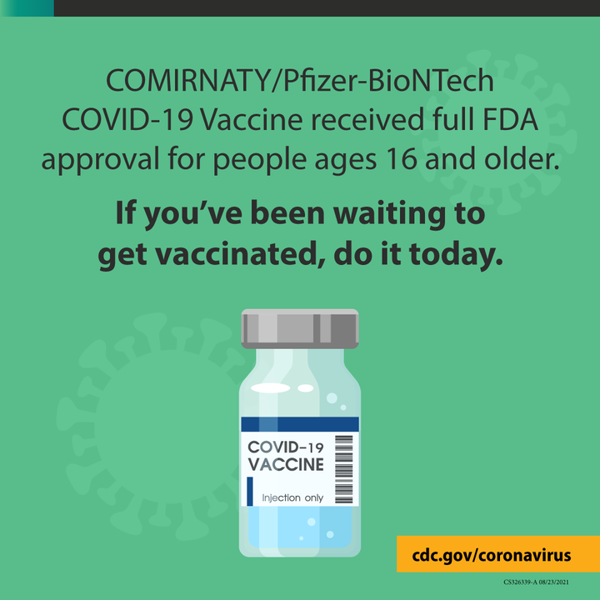 COMIRNATY/Pfizer-BioNTech
COVID-19 Vaccine received full FDA
approval for people ages 16 and older.
If you’ve been waiting to
get vaccinated, do it today.
COVID-19
VACCINE
Injection only
cdc.gov/coronavirus
CS326339-A 08/23/2021